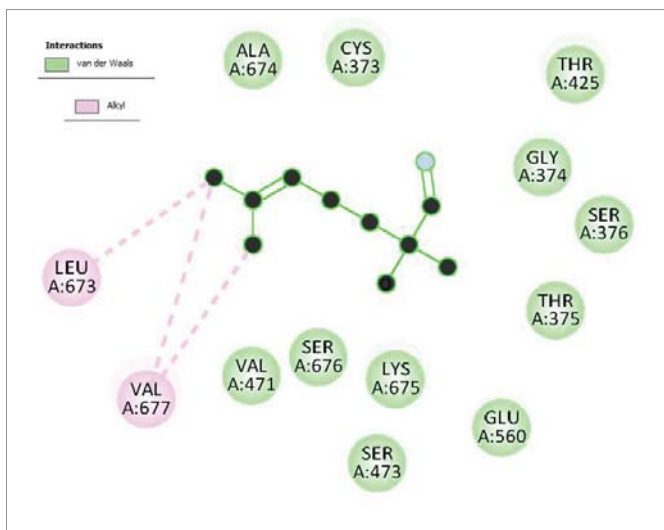 Interactions
van der Waals
Alkyl
ALA
A:674
CYS
A:373
THR
A:425
GLY
A:374
SER
A:376
LEU
A:673
THR
A:375
VAL
A:677
VAL
A:471
SER
A:676
LYS
A:675
GLU
A:560
SER
A:473